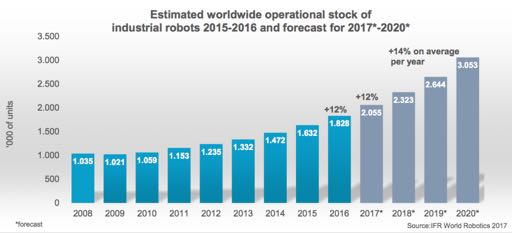 Estimated worldwide operational stock of
industrial robots 2015-2016 and forecast for 2017*-2020*
'000 of units
3.500
3.000
2.500
2.000
1.500
1.000
500
0
+12%
+12%
+14% on average
per year
1.035
1.021
1.059
1.153
1.235
1.332
1.472
1.632
1.828
2.055
2.323
2.644
3.053
2008 2009 2010 2011 2012 2013 2014 2015 2016 2017* 2018* 2019* 2020*
*forecast
Source:IFR World Robotics 2017